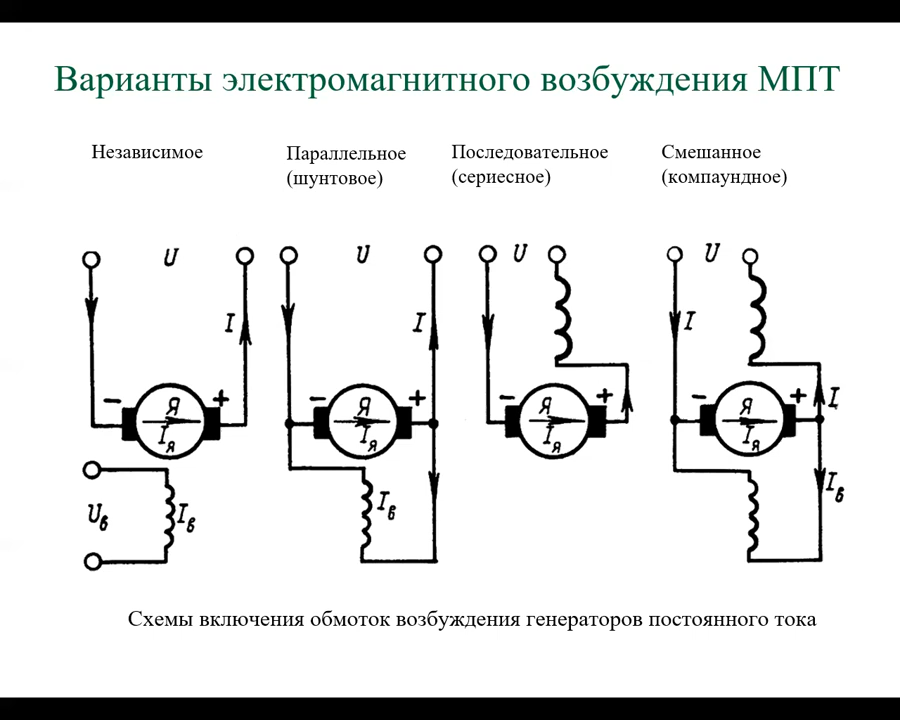 Варианты электромагнитного возбуждения МПТ
Независимое
Параллельное
(шунтовое)
Последовательное
(сериесное)
Смешанное
(компаундное)
U
I
- Я +
Iя
Uв
Iв
U
I
- Я +
Iя
Iв
U
- Я +
Iя
U
I
- Я + I
Iя
Iв
Схемы включения обмоток возбуждения генераторов постоянного тока